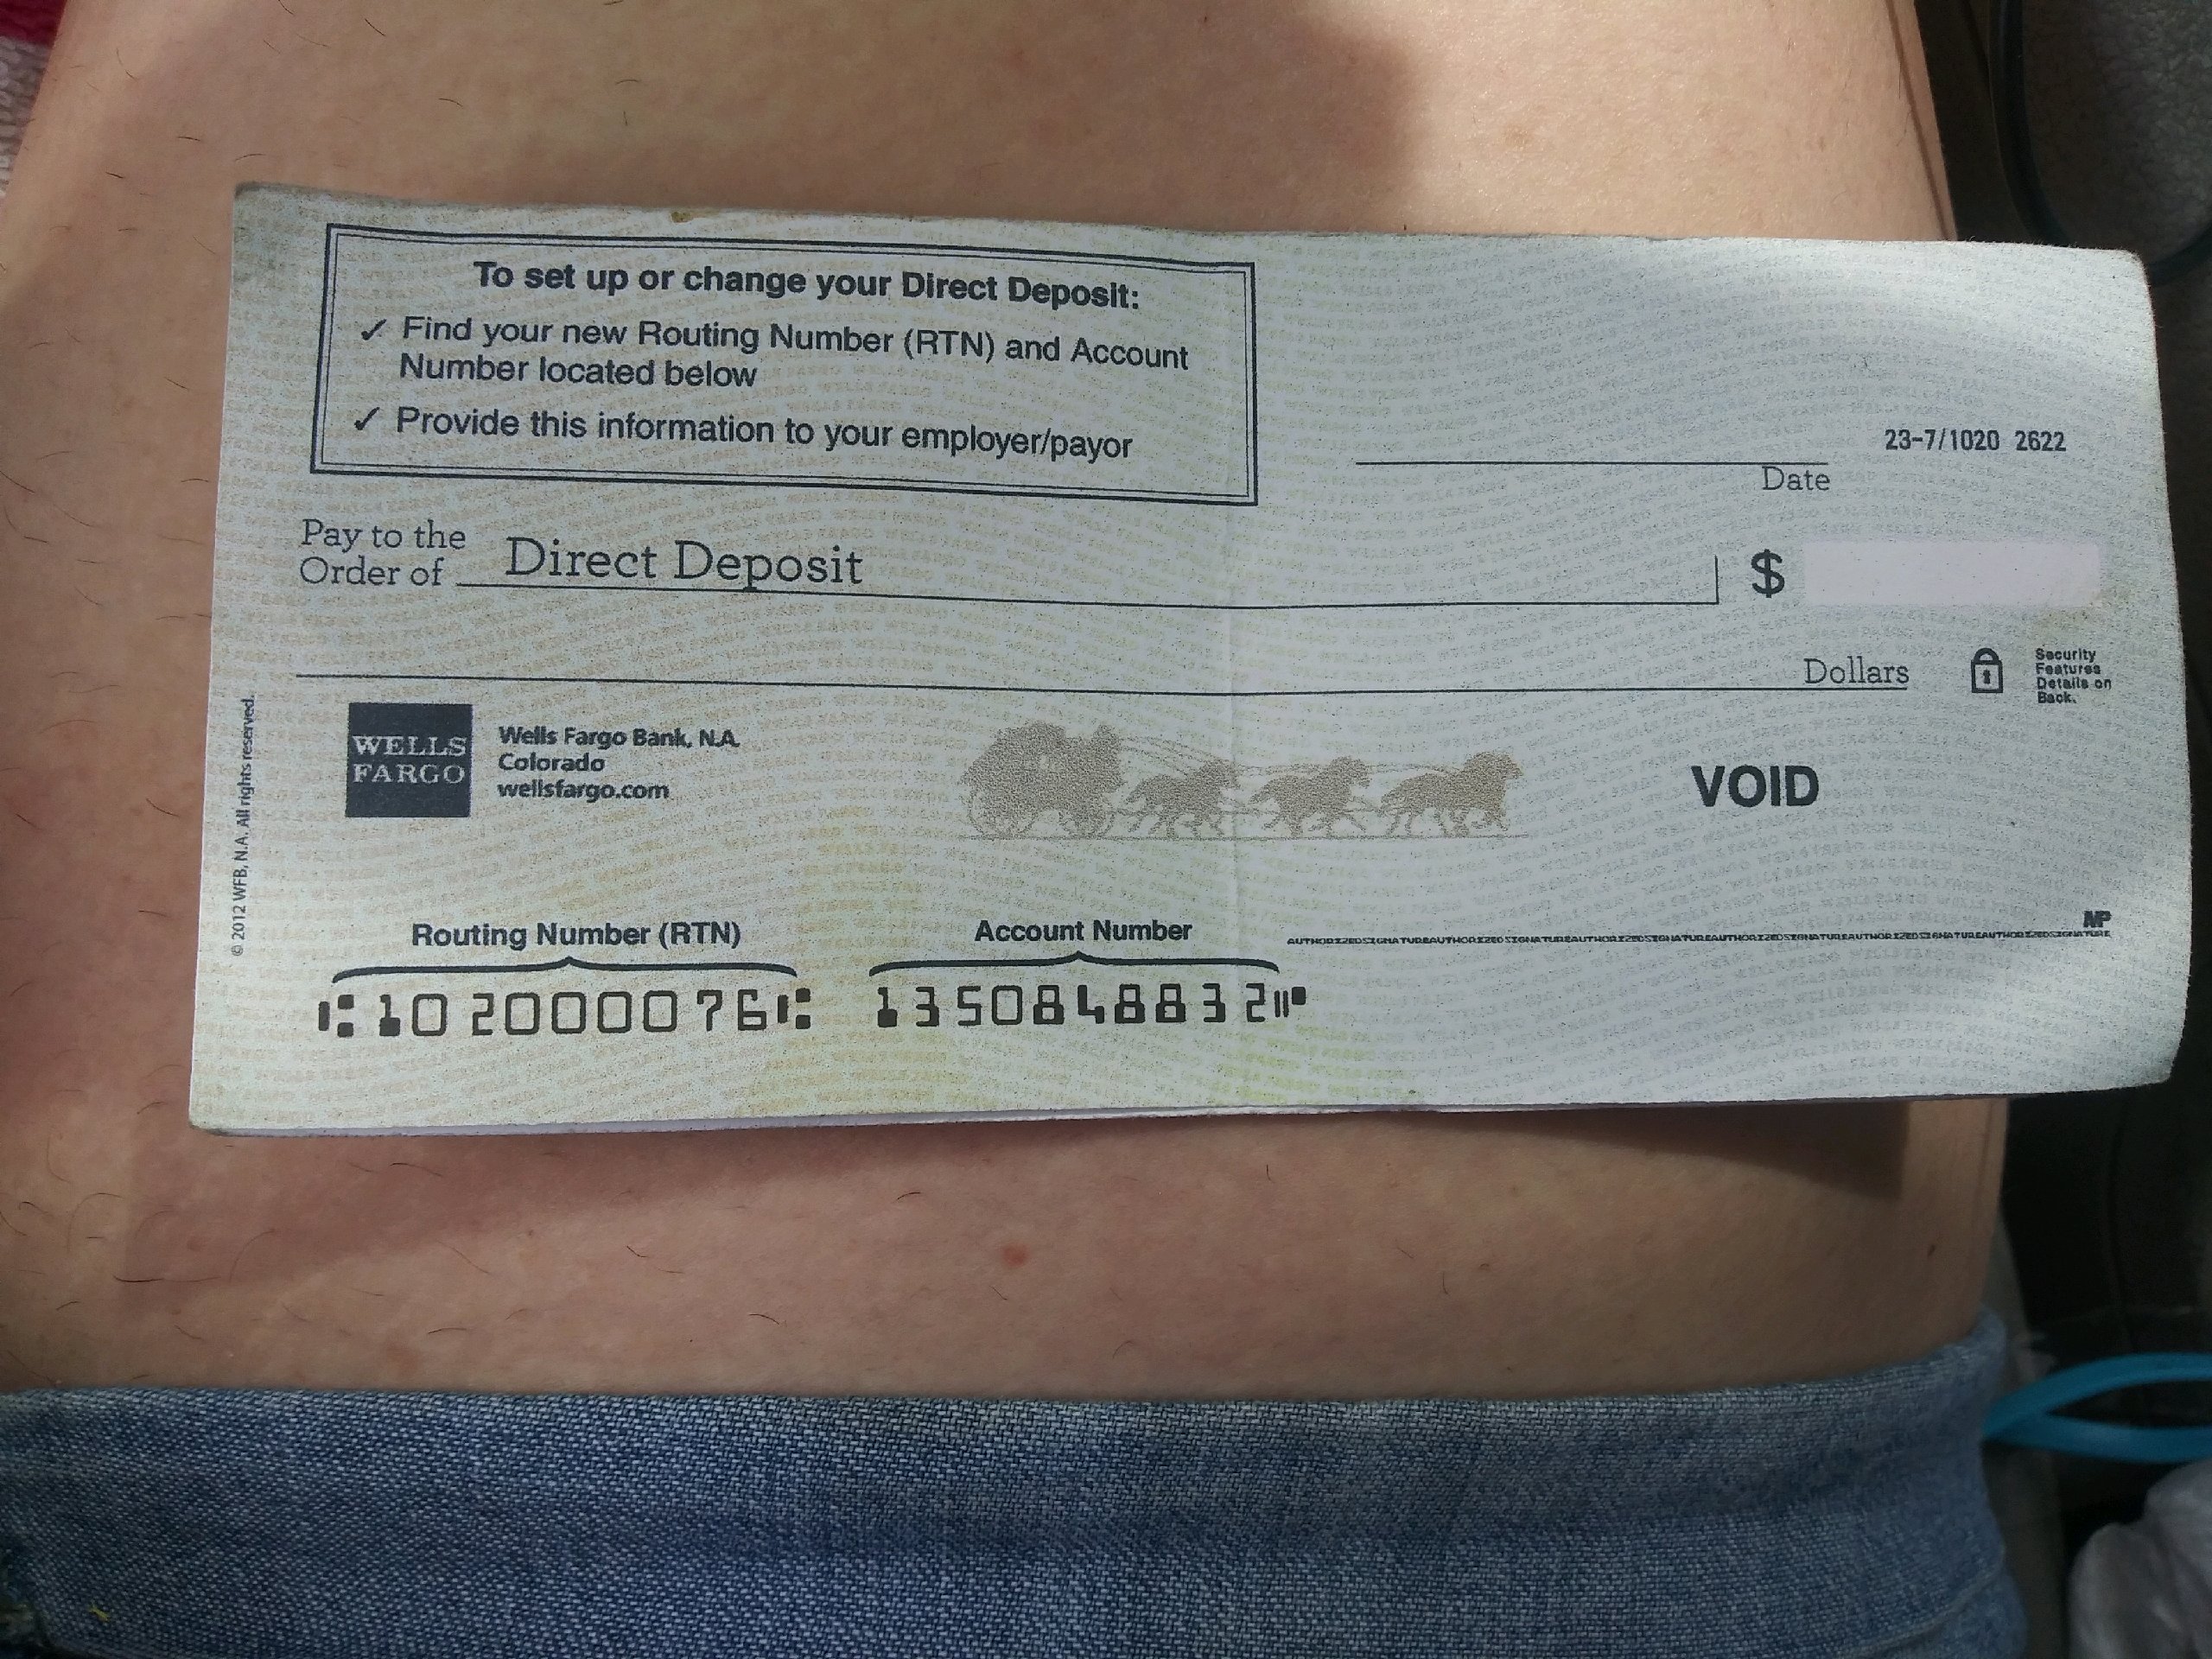 To set up or change your Direct Deposit:
✓ Find your new Routing Number (RTN) and Account
Number located below
✓ Provide this information to your employer/payor
23-7/1020 2622
Date
Pay to the
Order of Direct Deposit
$
Dollars
Security
Features
Details on
Back.
WELLS
FARGO
Wells Fargo Bank, N.A.
Colorado
wellsfargo.com
VOID
© 2012 WFB, N.A. All rights reserved.
Routing Number (RTN)
Account Number
AUTHORIZEDSIGNATUREAUTHORIZEDSIGNATUREAUTHORIZEDSIGNATUREAUTHORIZEDSIGNATUREAUTHORIZEDSIGNATUREAUTHORIZEDSIGNATURE
MP
⑆102000076⑆ 1350848832⑈